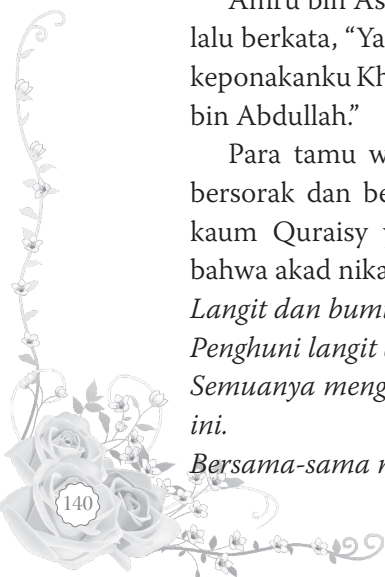 Amru bin As
lalu berkata, “Ya
keponakanku Kh
bin Abdullah.”
Para tamu w
bersorak dan be
kaum Quraisy y
bahwa akad nika
Langit dan bumi
Penghuni langit
Semuanya meng
ini.
Bersama-sama
140